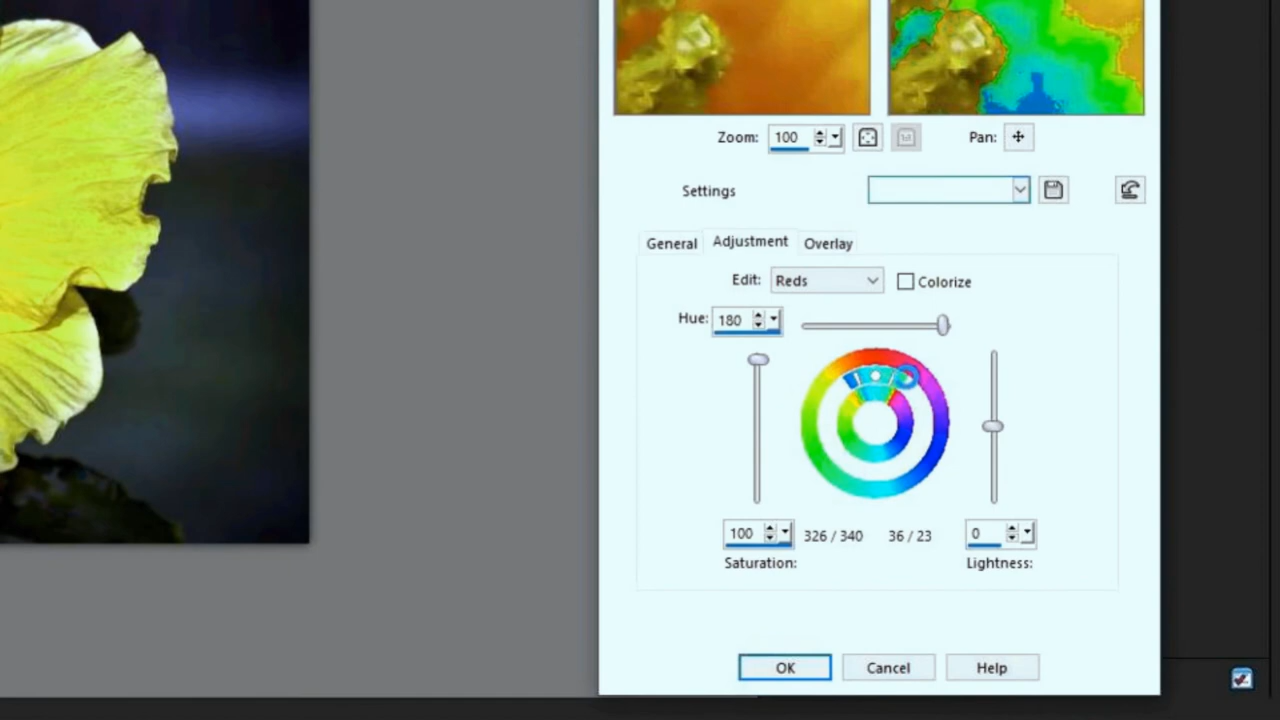 Zoom: 100 Pan:
Settings
General Adjustment Overlay
Edit: Reds Colorize
Hue: 180
100 326 / 340 36 / 23 0
Saturation: Lightness:
OK Cancel Help